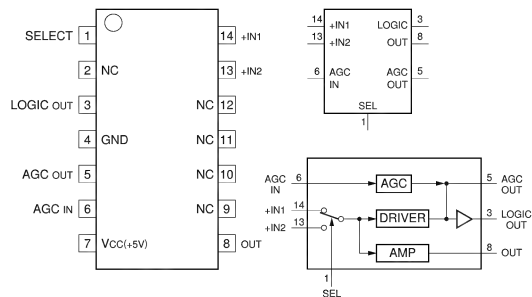 SELECT 1 14 +IN1
2 NC 13 +IN2
LOGIC OUT 3 NC 12
4 GND NC 11
AGC OUT 5 NC 10
AGC IN 6 NC 9
7 VCC(+5V) 8 OUT
14 +IN1 LOGIC 3
13 +IN2 OUT 8
6 AGC IN AGC OUT 5
SEL
1
AGC IN 6 AGC 5 AGC OUT
+IN1 14
DRIVER 3 LOGIC OUT
+IN2 13
AMP 8 OUT
1
SEL